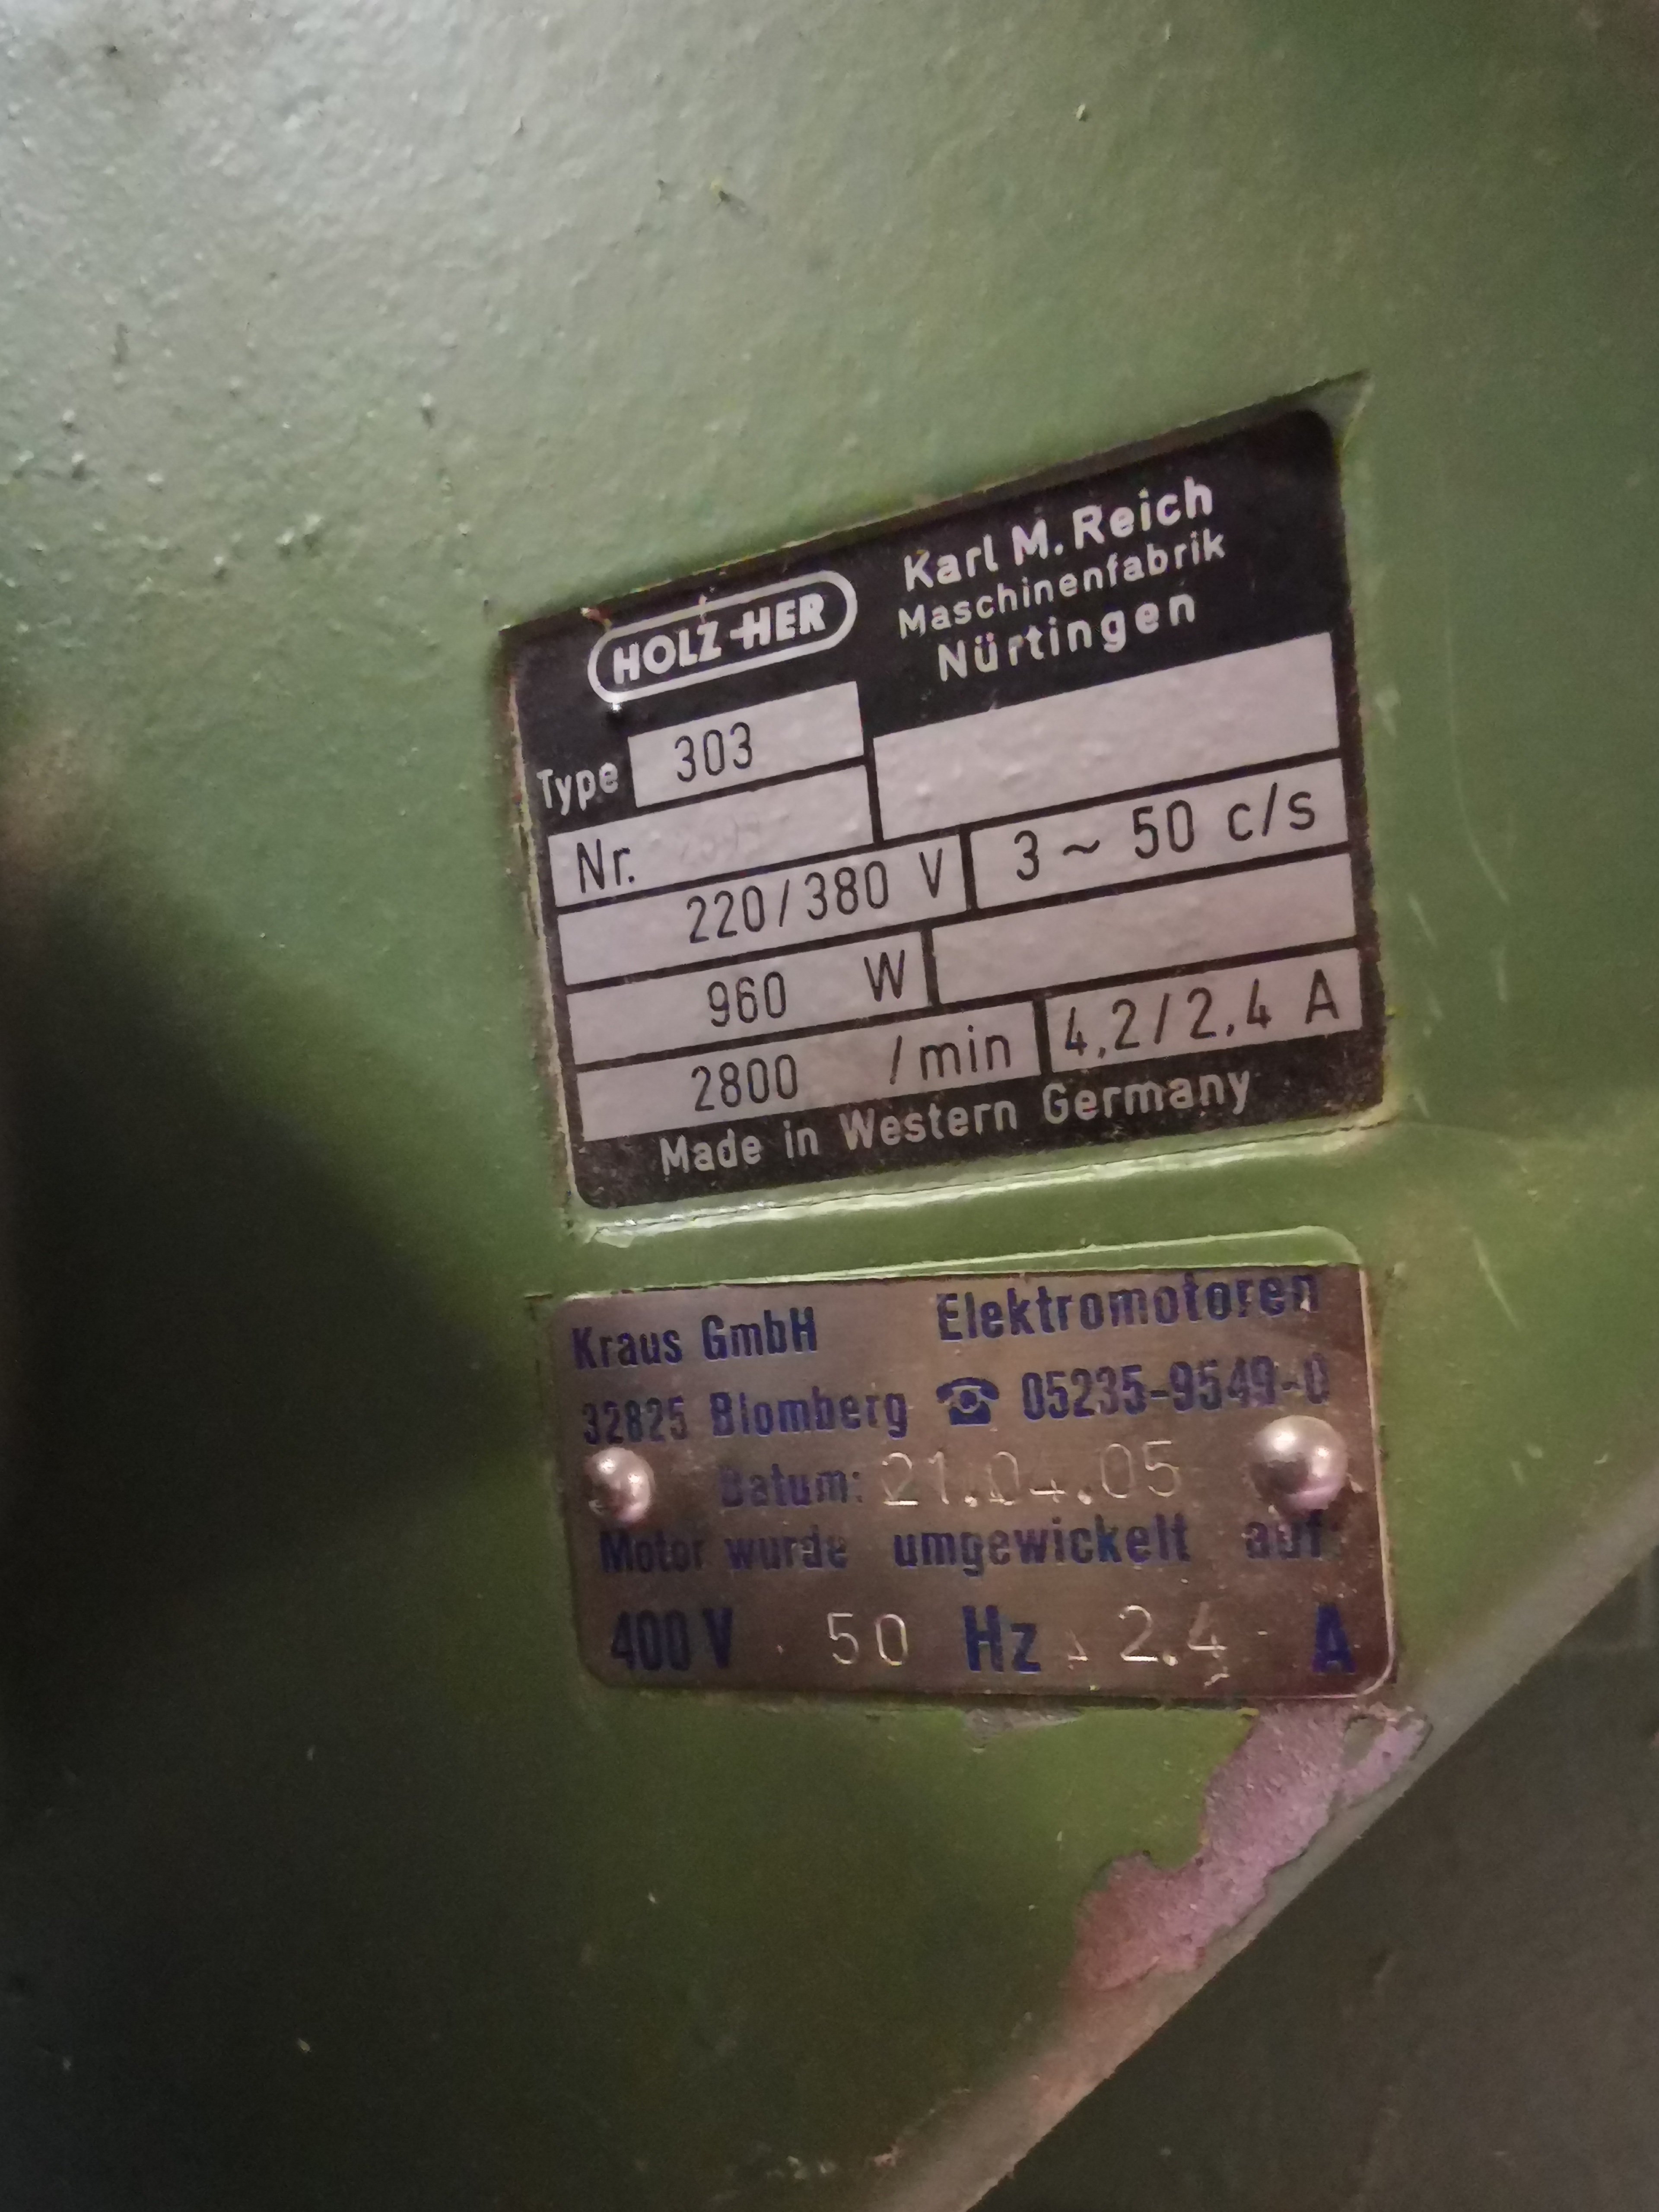 HOLZ-HER
Karl M. Reich
Maschinenfabrik
Nürtingen
Type 303
Nr.
220/380 V 3~ 50 c/s
960 W
2800 /min 4,2/2,4 A
Made in Western Germany
Kraus GmbH Elektromotoren
32825 Blomberg ☎ 05235-9549-0
Datum: 21.04.05
Motor wurde umgewickelt auf:
400 V 50 Hz 2.4 A